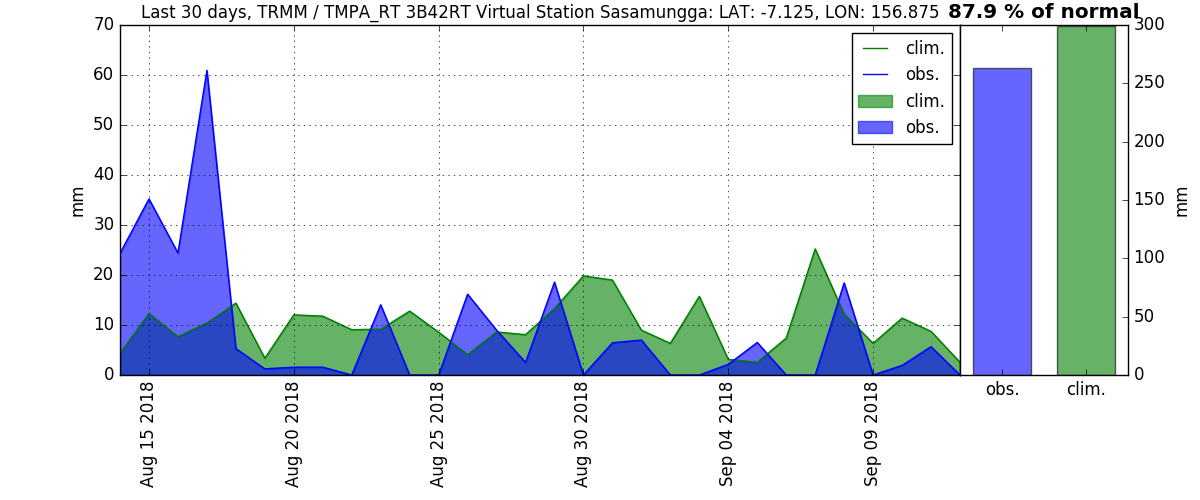 Last 30 days, TRMM / TMPA_RT 3B42RT Virtual Station Sasamungga: LAT: -7.125, LON: 156.875
87.9 % of normal
70
60
50
40
30
20
10
0
mm
clim.
obs.
clim.
obs.
Aug 15 2018
Aug 20 2018
Aug 25 2018
Aug 30 2018
Sep 04 2018
Sep 09 2018
300
250
200
150
100
50
0
mm
obs.
clim.